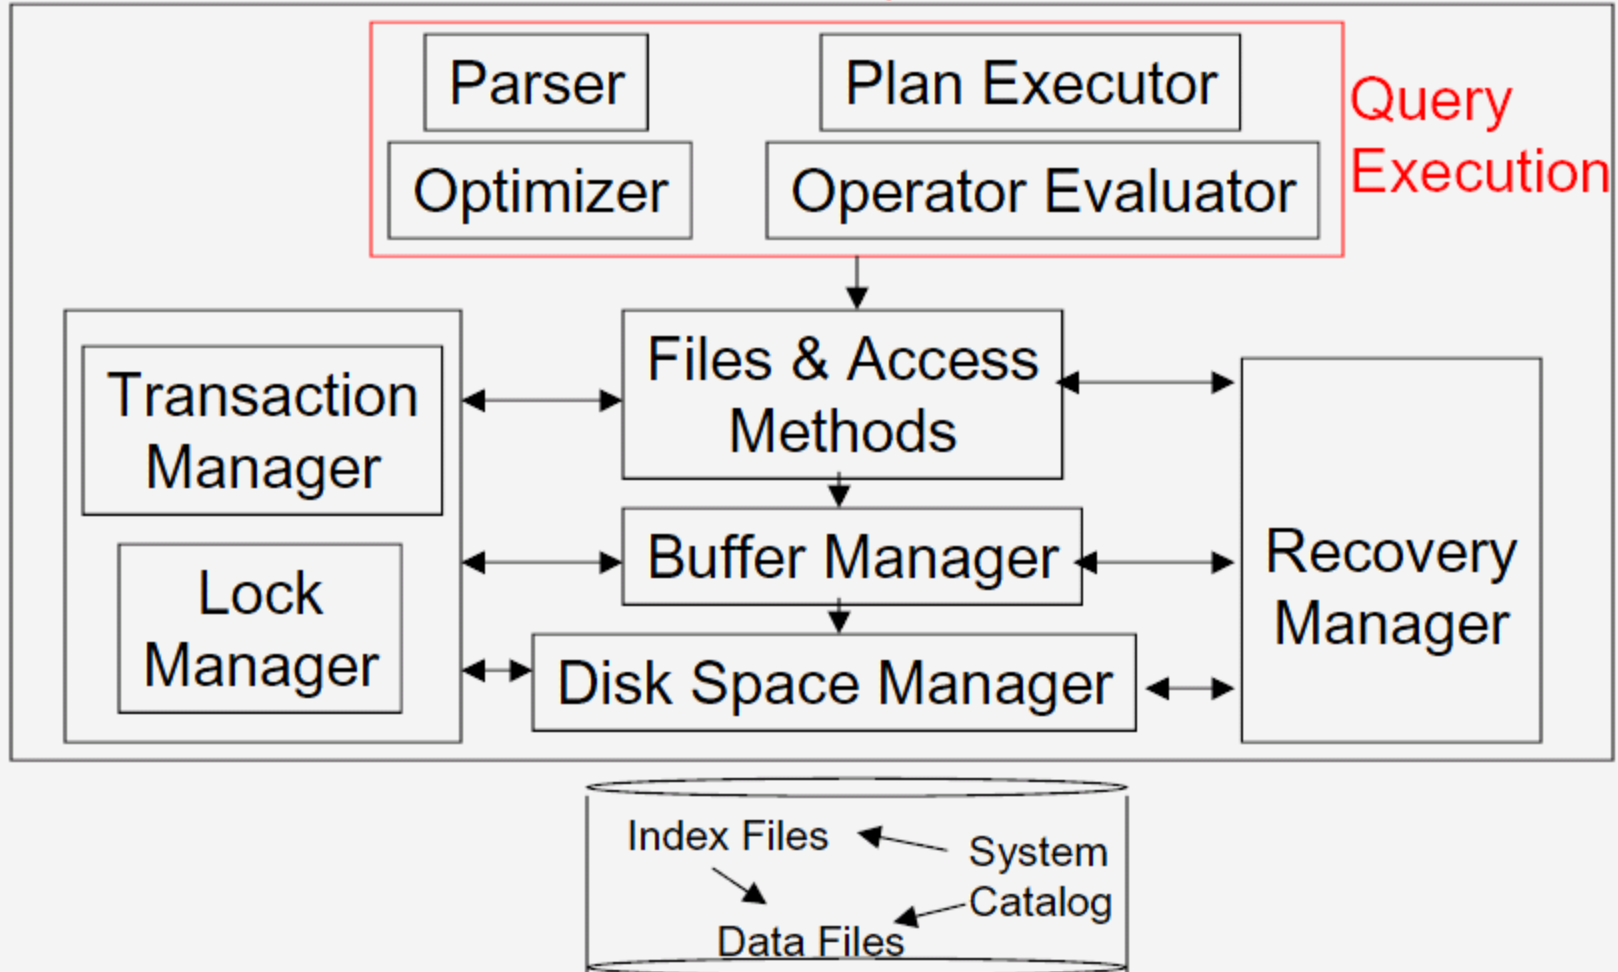 Parser
Plan Executor
Optimizer
Operator Evaluator
Query
Execution
Transaction
Manager
Lock
Manager
Files & Access
Methods
Buffer Manager
Disk Space Manager
Recovery
Manager
Index Files
System
Catalog
Data Files